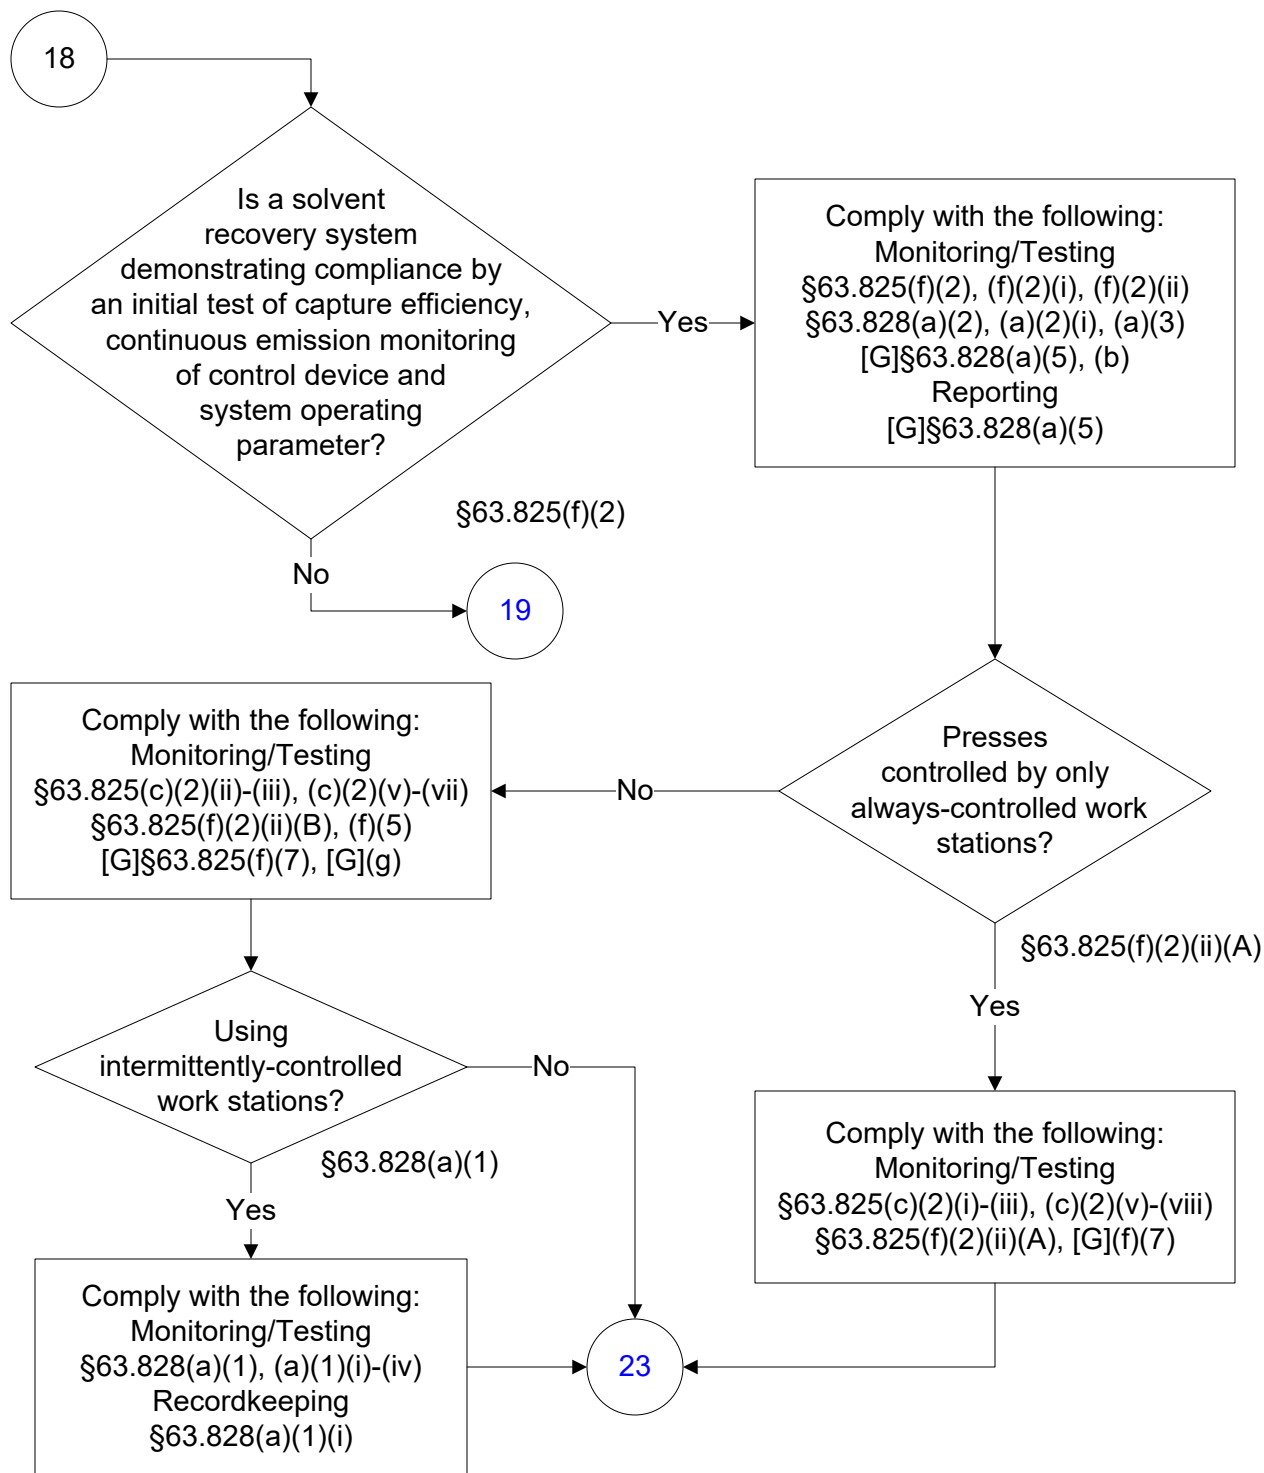 18
Is a solvent
recovery system
demonstrating compliance by
an initial test of capture efficiency,
continuous emission monitoring
of control device and
system operating
parameter?
§63.825(f)(2)
Yes
Comply with the following:
Monitoring/Testing
§63.825(f)(2), (f)(2)(i), (f)(2)(ii)
§63.828(a)(2), (a)(2)(i), (a)(3)
[G]§63.828(a)(5), (b)
Reporting
[G]§63.828(a)(5)
No
19
Presses
controlled by only
always-controlled work
stations?
§63.825(f)(2)(ii)(A)
No
Comply with the following:
Monitoring/Testing
§63.825(c)(2)(ii)-(iii), (c)(2)(v)-(vii)
§63.825(f)(2)(ii)(B), (f)(5)
[G]§63.825(f)(7), [G](g)
Using
intermittently-controlled
work stations?
§63.828(a)(1)
No
Yes
Comply with the following:
Monitoring/Testing
§63.828(a)(1), (a)(1)(i)-(iv)
Recordkeeping
§63.828(a)(1)(i)
Yes
Comply with the following:
Monitoring/Testing
§63.825(c)(2)(i)-(iii), (c)(2)(v)-(viii)
§63.825(f)(2)(ii)(A), [G](f)(7)
23